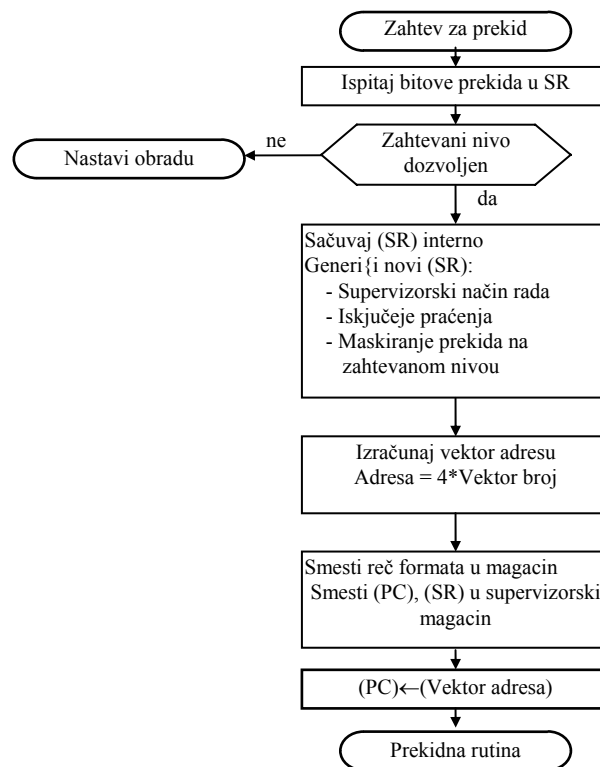 Zahtev za prekid
Ispitaj bitove prekida u SR
Zahtevani nivo
dozvoljen
ne
Nastavi obradu
da
Sačuvaj (SR) interno
Generi{i novi (SR):
- Supervizorski način rada
- Iskjučeje praćenja
- Maskiranje prekida na
zahtevanom nivou
Izračunaj vektor adresu
Adresa = 4*Vektor broj
Smesti reč formata u magacin
Smesti (PC), (SR) u supervizorski
magacin
(PC)←(Vektor adresa)
Prekidna rutina